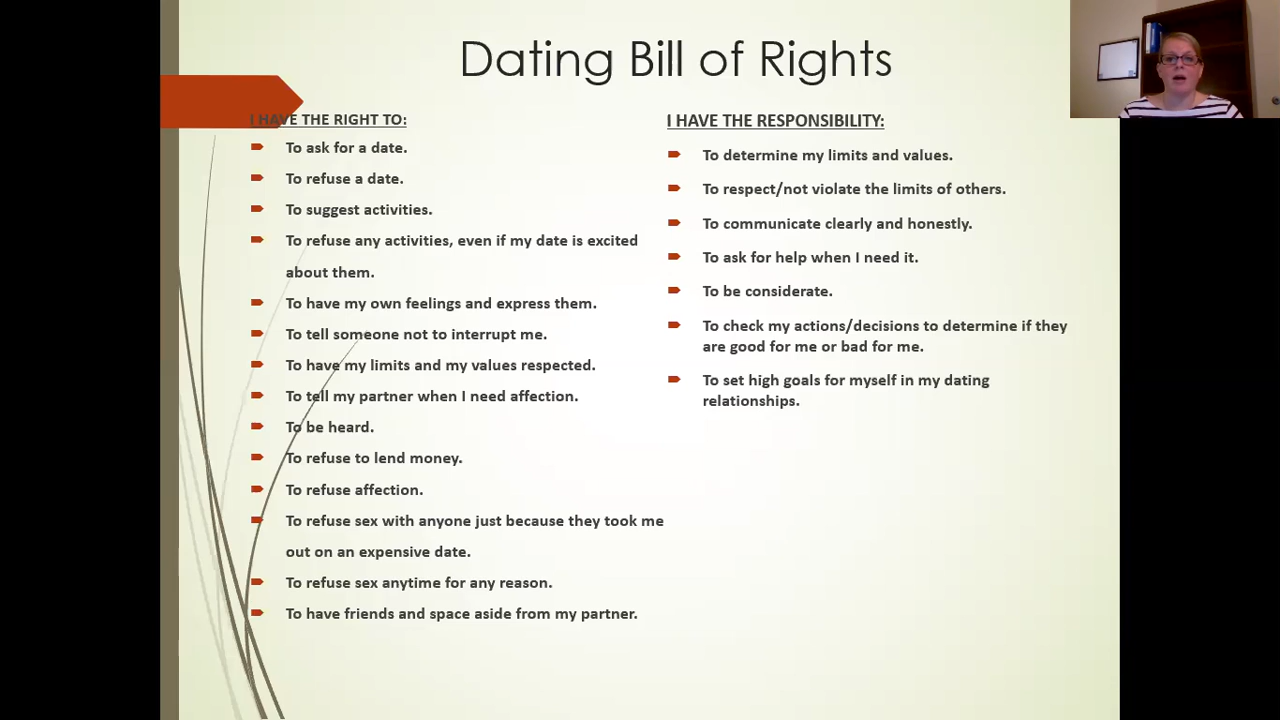 Dating Bill of Rights
I HAVE THE RIGHT TO:
To ask for a date.
To refuse a date.
To suggest activities.
To refuse any activities, even if my date is excited
about them.
To have my own feelings and express them.
To tell someone not to interrupt me.
To have my limits and my values respected.
To tell my partner when I need affection.
To be heard.
To refuse to lend money.
To refuse affection.
To refuse sex with anyone just because they took me
out on an expensive date.
To refuse sex anytime for any reason.
To have friends and space aside from my partner.
I HAVE THE RESPONSIBILITY:
To determine my limits and values.
To respect/not violate the limits of others.
To communicate clearly and honestly.
To ask for help when I need it.
To be considerate.
To check my actions/decisions to determine if they
are good for me or bad for me.
To set high goals for myself in my dating
relationships.